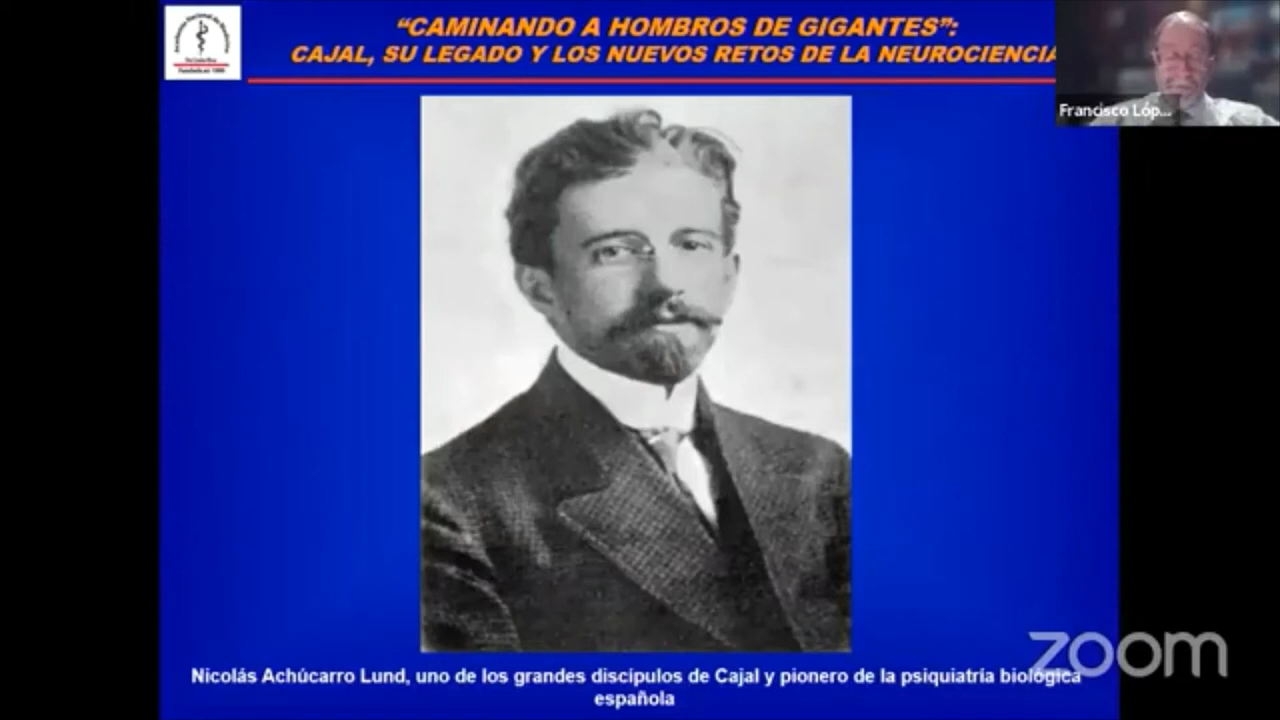 “CAMINANDO A HOMBROS DE GIGANTES”:
CAJAL, SU LEGADO Y LOS NUEVOS RETOS DE LA NEUROCIENCIA
Francisco Lóp...
Nicolás Achúcarro Lund, uno de los grandes discípulos de Cajal y pionero de la psiquiatría biológica
española
zoom